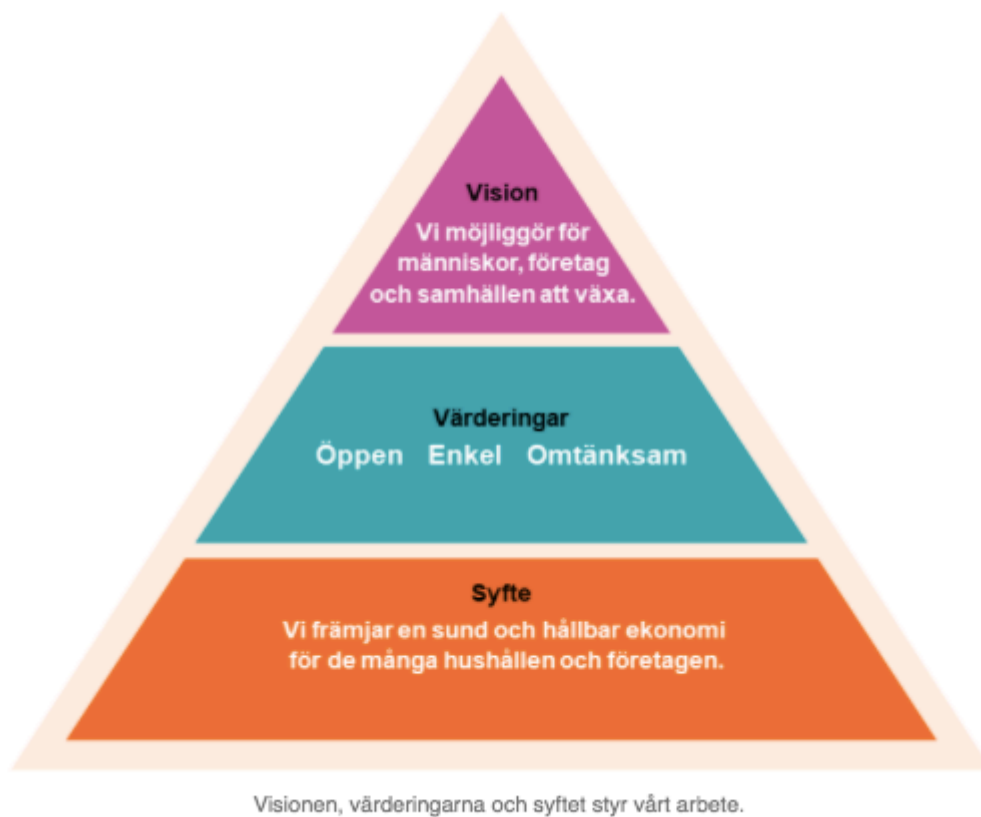 Vision
Vi möjliggör för
människor, företag
och samhällen att växa.
Värderingar
Öppen Enkel Omtänksam
Syfte
Vi främjar en sund och hållbar ekonomi
för de många hushållen och företagen.
Visionen, värderingarna och syftet styr vårt arbete.